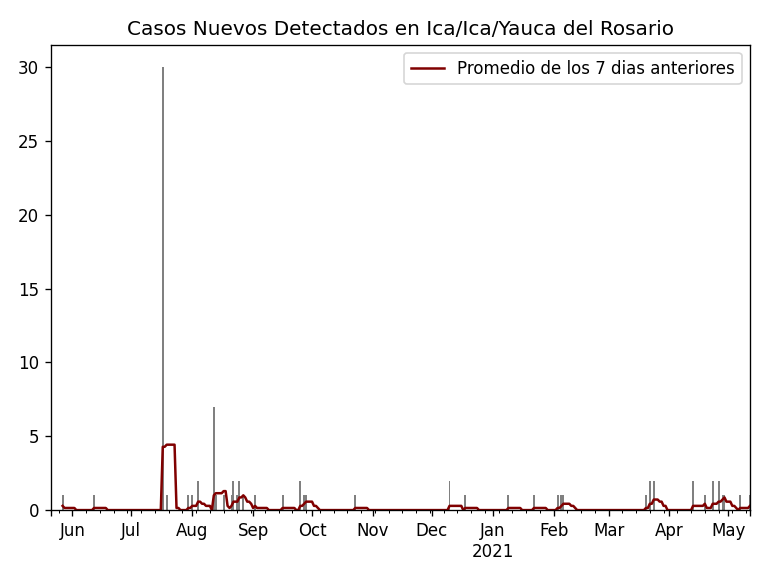 Casos Nuevos Detectados en Ica/Ica/Yauca del Rosario
Promedio de los 7 dias anteriores
30
25
20
15
10
5
0
Jun Jul Aug Sep Oct Nov Dec Jan Feb Mar Apr May
2021